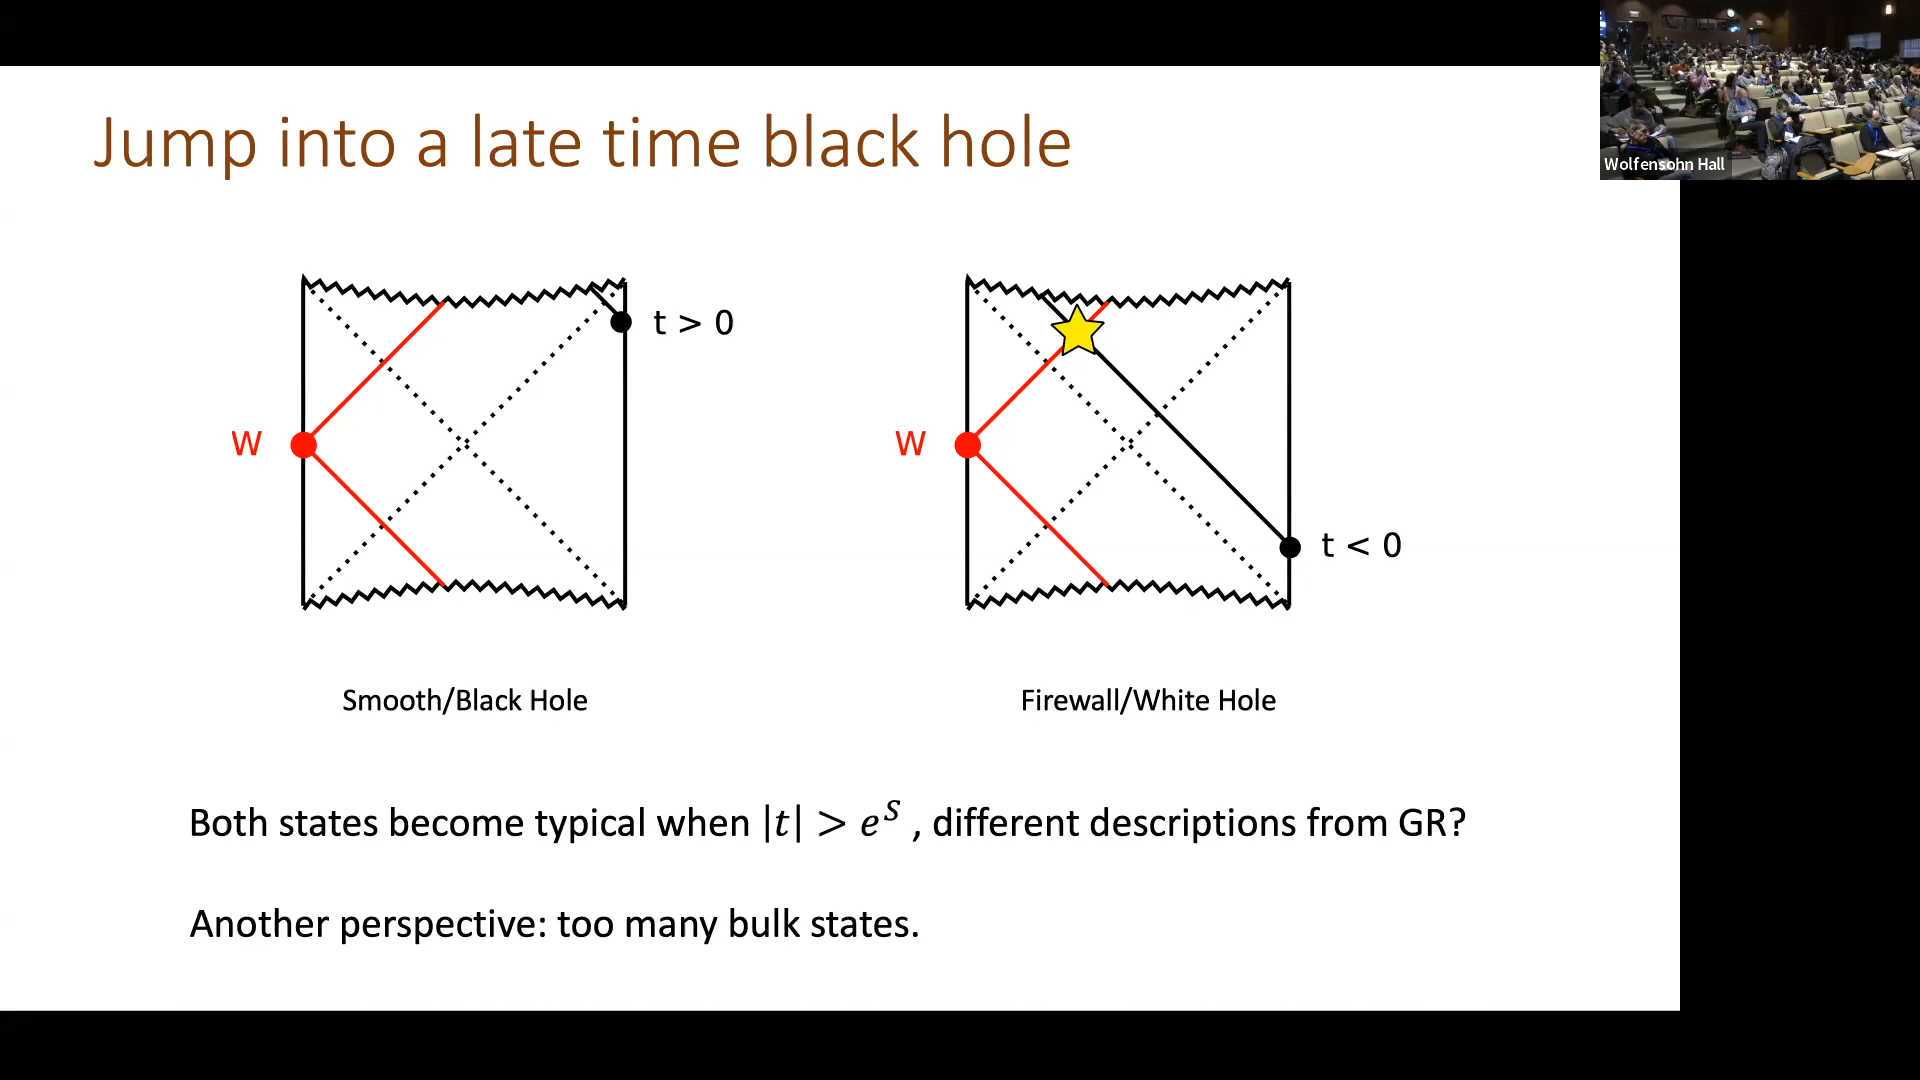 Jump into a late time black hole
Wolfensohn Hall
t > 0
W
Smooth/Black Hole
W
t < 0
Firewall/White Hole
Both states become typical when |t| > e^S , different descriptions from GR?
Another perspective: too many bulk states.